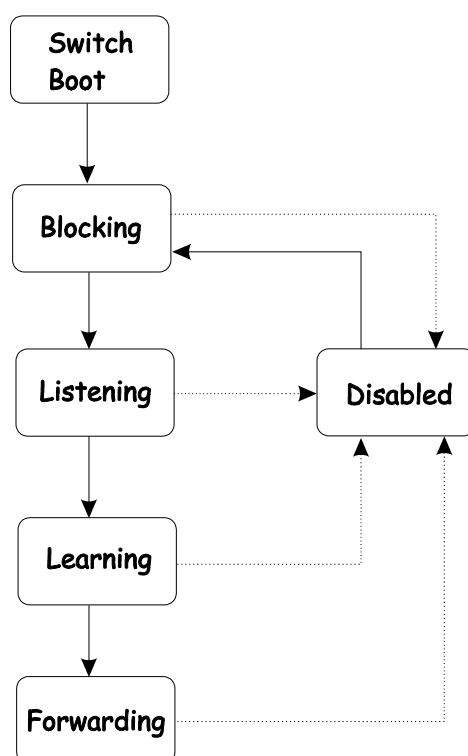 Switch
Boot
Blocking
Listening
Disabled
Learning
Forwarding